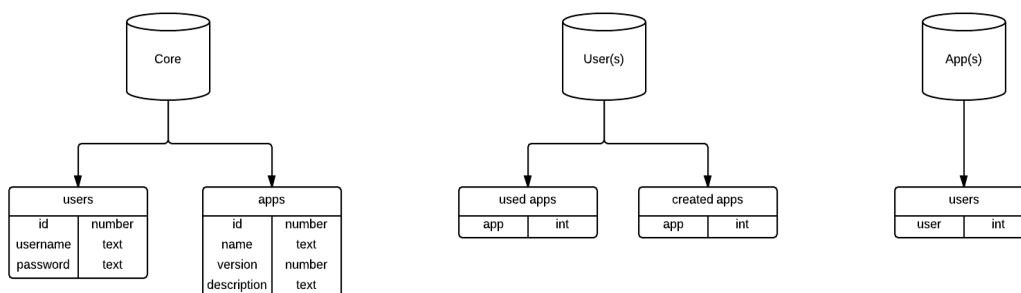 Core
User(s)
App(s)
users
apps
used apps
created apps
users
id number
username text
password text
id number
name text
version number
description text
app int
app int
user int